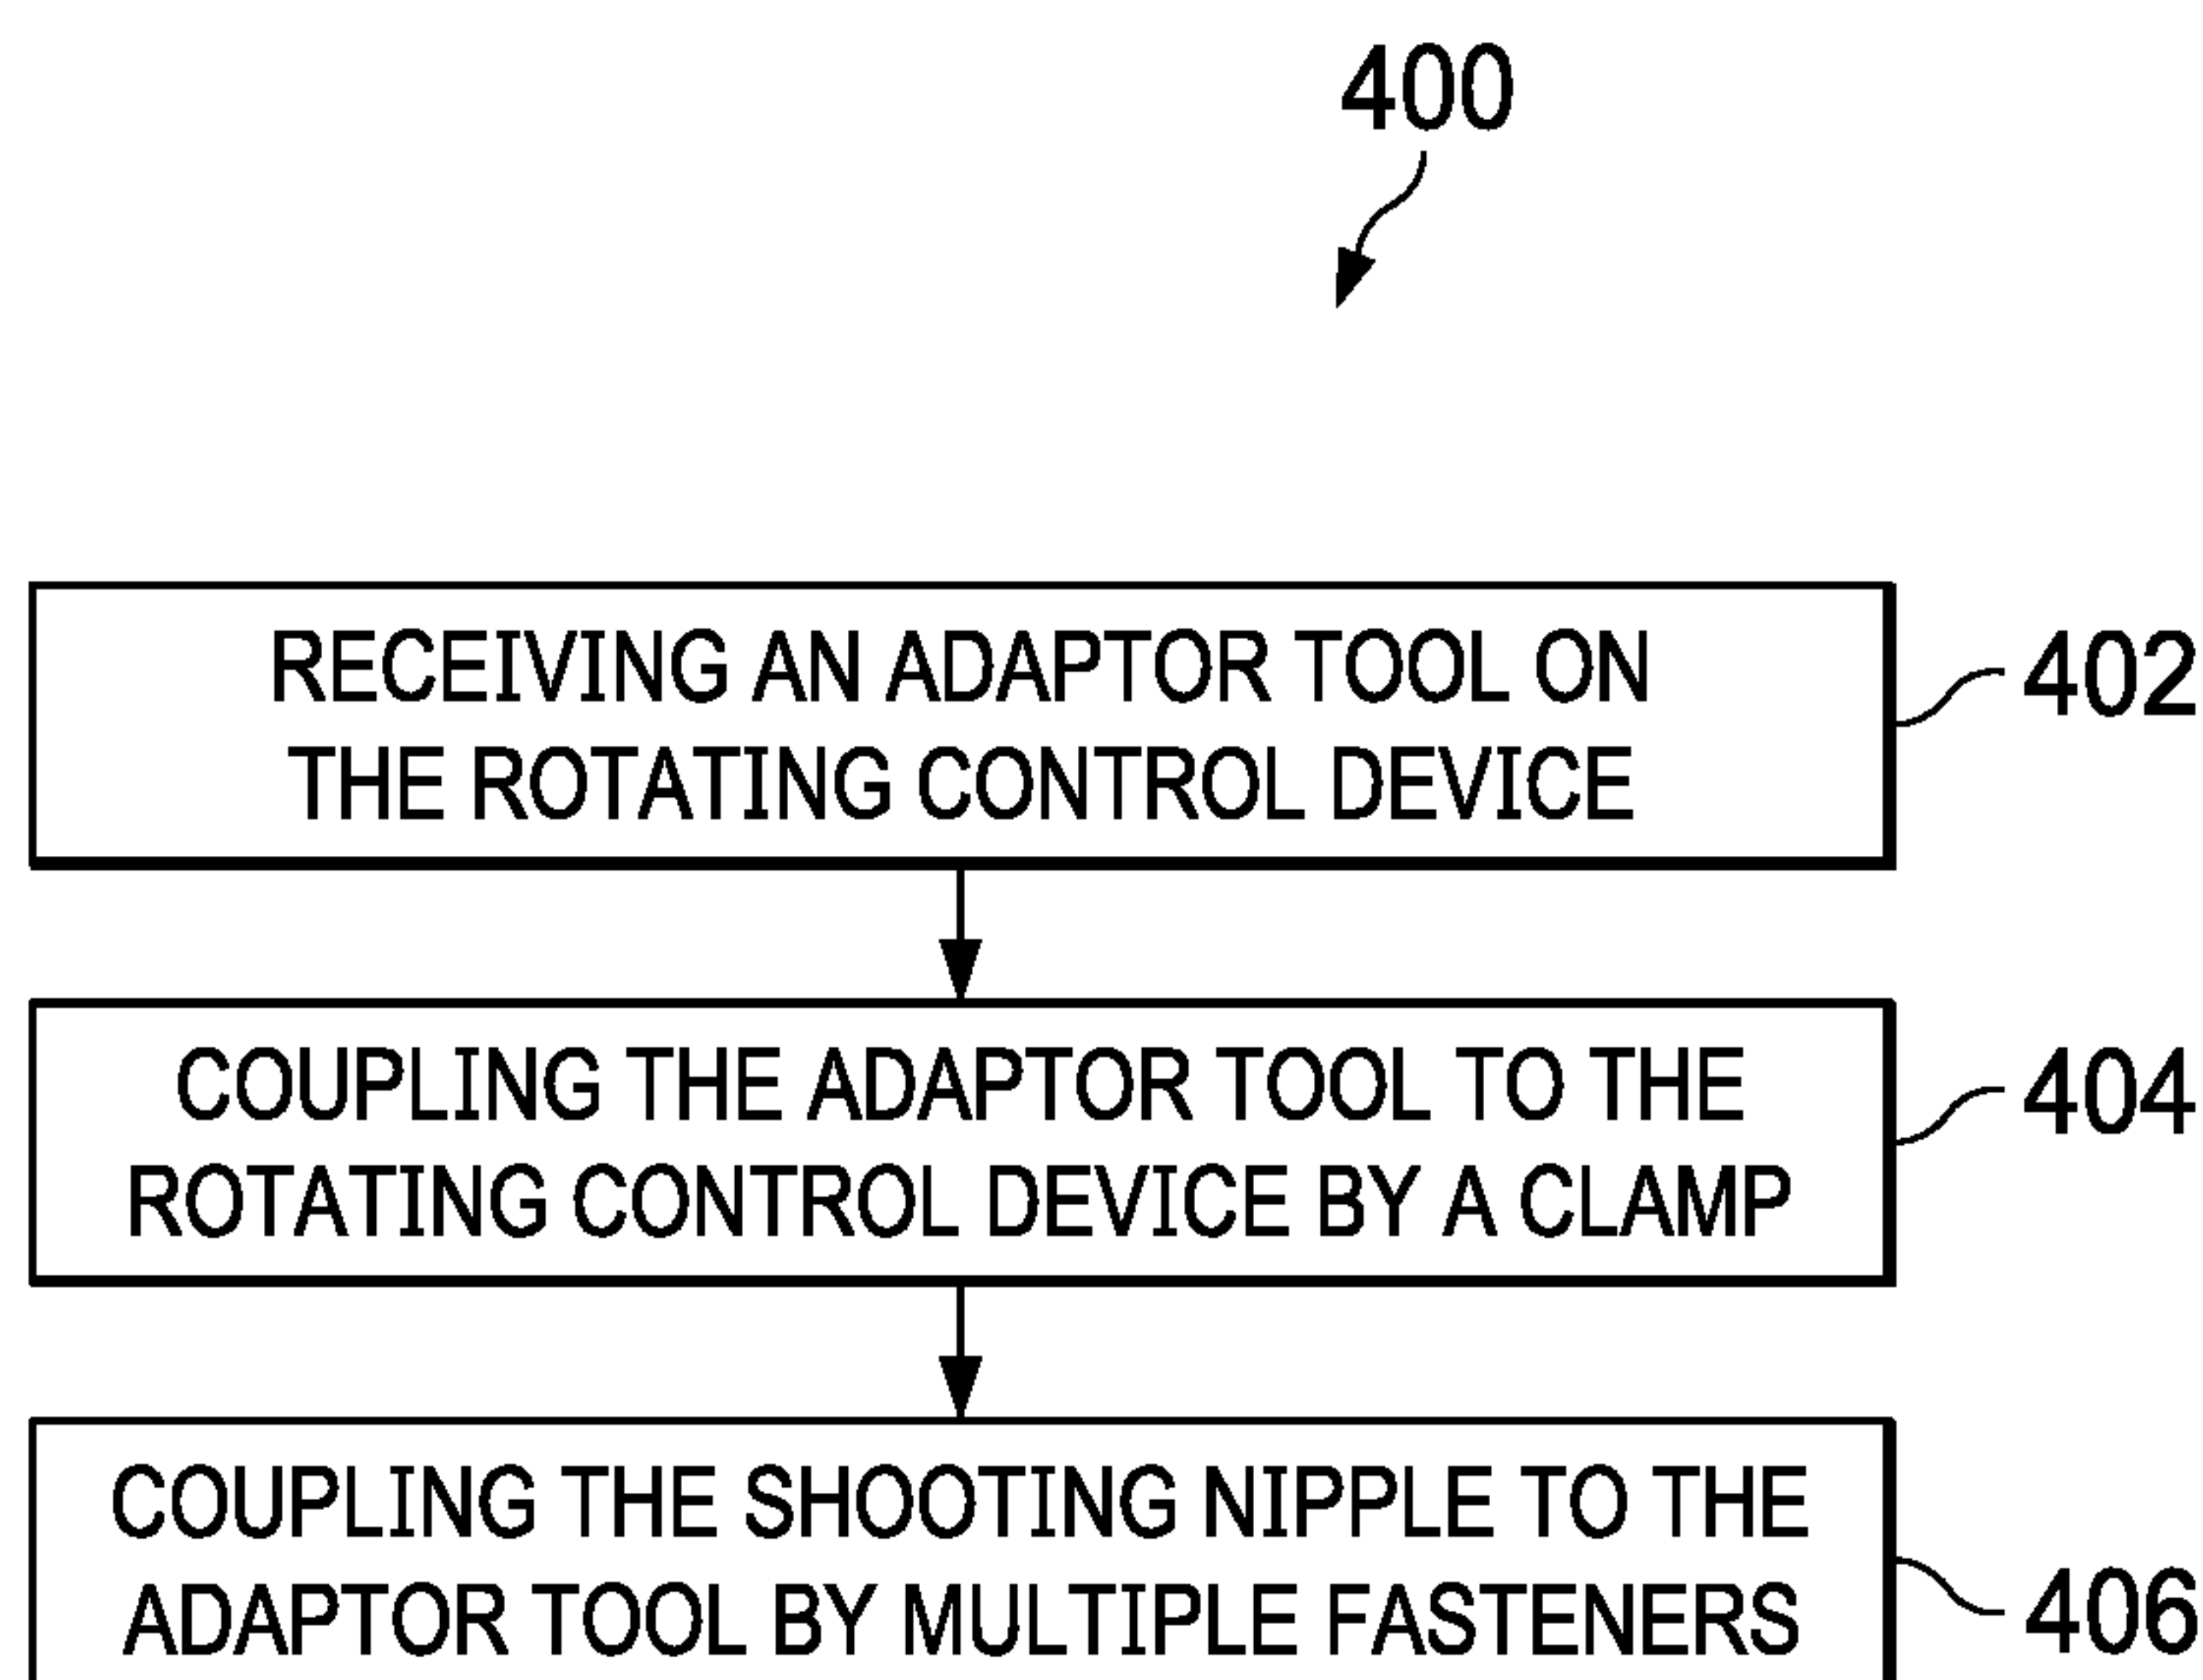 400
RECEIVING AN ADAPTOR TOOL ON
THE ROTATING CONTROL DEVICE
402
COUPLING THE ADAPTOR TOOL TO THE
ROTATING CONTROL DEVICE BY A CLAMP
404
COUPLING THE SHOOTING NIPPLE TO THE
ADAPTOR TOOL BY MULTIPLE FASTENERS
406